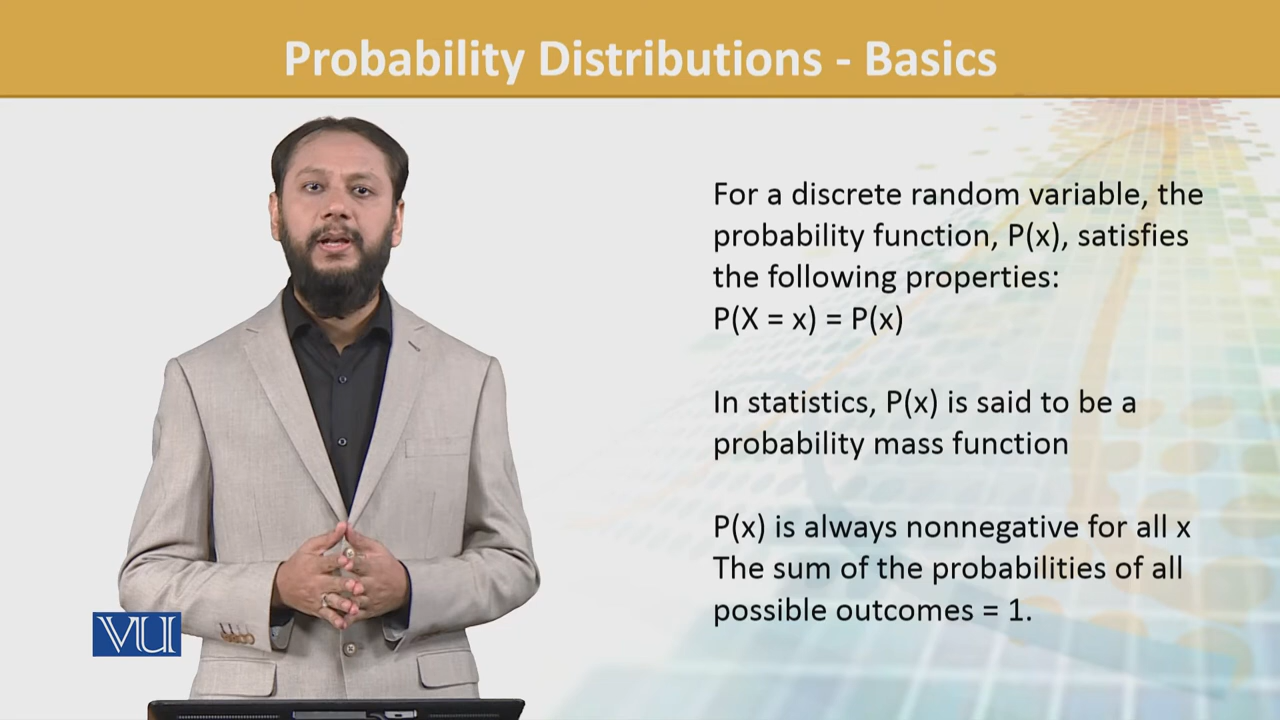 Probability Distributions - Basics
For a discrete random variable, the
probability function, P(x), satisfies
the following properties:
P(X = x) = P(x)
In statistics, P(x) is said to be a
probability mass function
P(x) is always nonnegative for all x
The sum of the probabilities of all
possible outcomes = 1.
VU